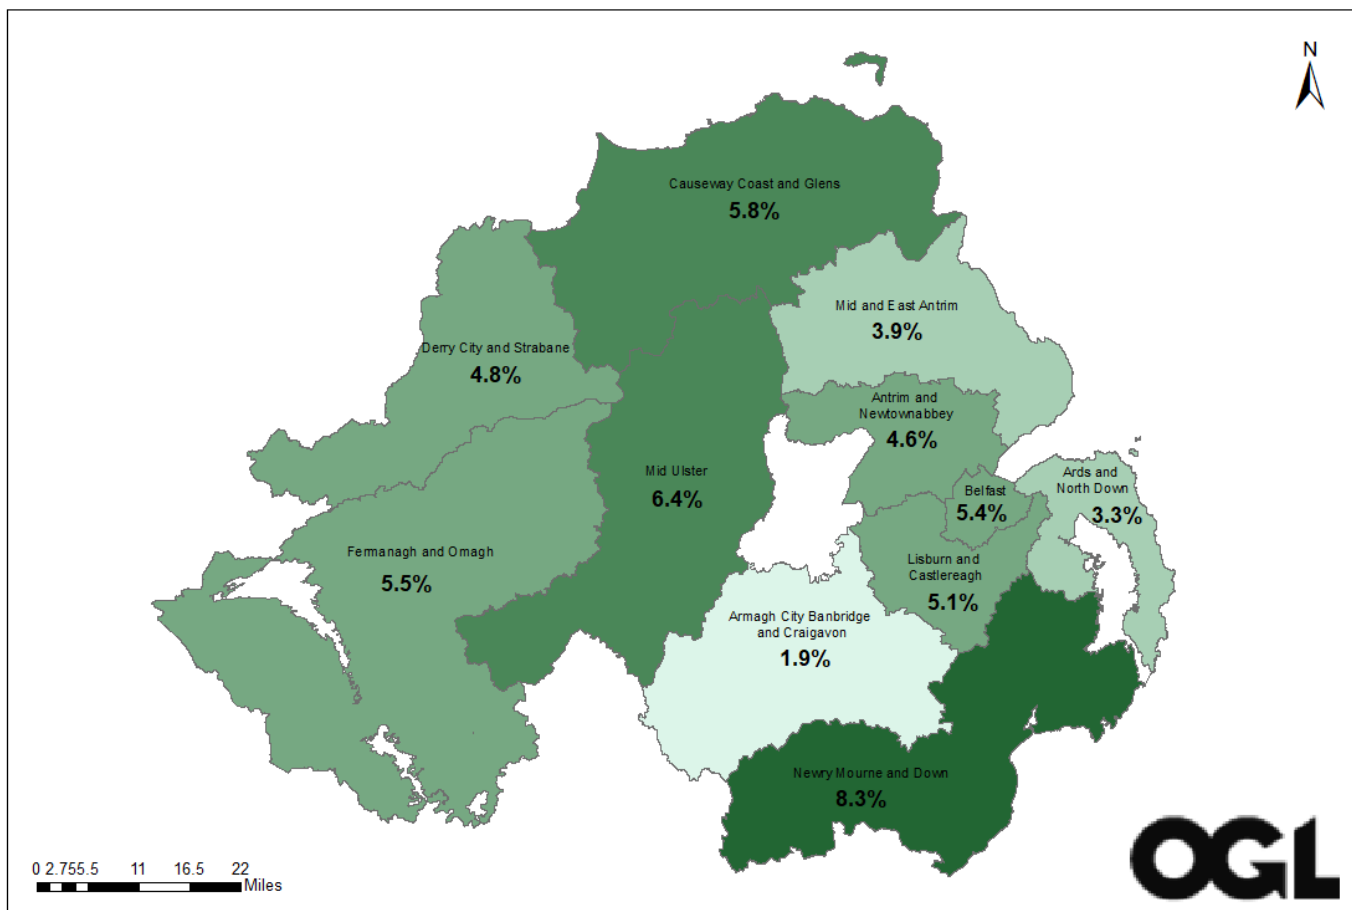 N
Causeway Coast and Glens
5.8%
Mid and East Antrim
3.9%
Derry City and Strabane
4.8%
Antrim and
Newtownabbey
4.6%
Mid Ulster
6.4%
Belfast
5.4%
Ards and
North Down
3.3%
Fermanagh and Omagh
5.5%
Lisburn and
Castlereagh
5.1%
Armagh City Banbridge
and Craigavon
1.9%
Newry Mourne and Down
8.3%
0 2.755.5 11 16.5 22
Miles
OGL